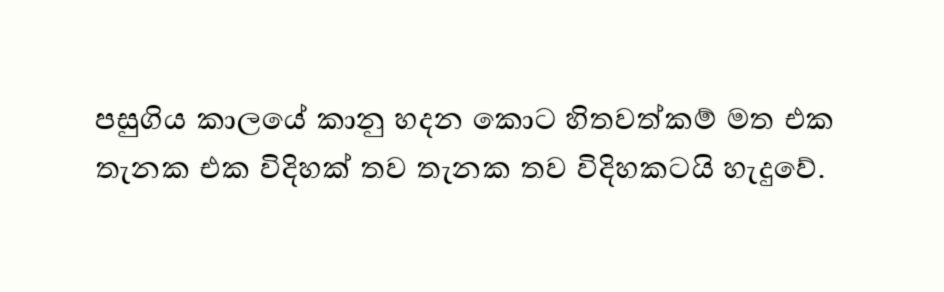 පසුගිය කාලයේ කානු හදන කොට හිතවත්කම් මත එක
තැනක එක විදිහක් තව තැනක තව විදිහකටයි හැදුවේ.